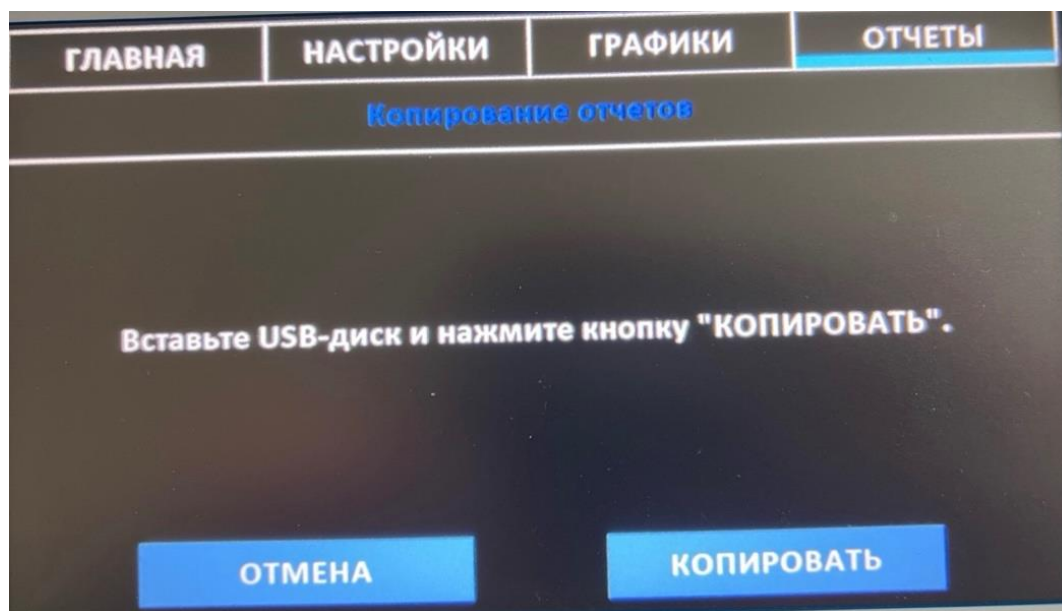 ГЛАВНАЯ НАСТРОЙКИ ГРАФИКИ ОТЧЕТЫ
Копирование отчетов
Вставьте USB-диск и нажмите кнопку "КОПИРОВАТЬ".
ОТМЕНА КОПИРОВАТЬ